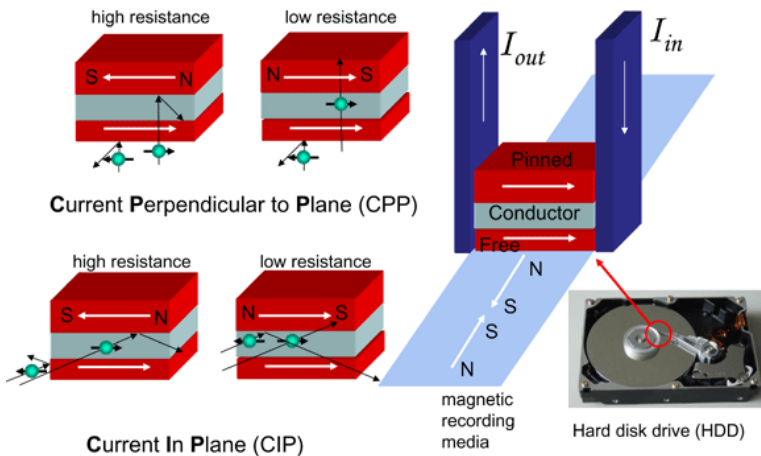 high resistance
low resistance
S N
N S
Current Perpendicular to Plane (CPP)
high resistance
low resistance
S N
N S
Current In Plane (CIP)
I_out
I_in
Pinned
Conductor
Free
N
S
S
N
magnetic
recording
media
Hard disk drive (HDD)